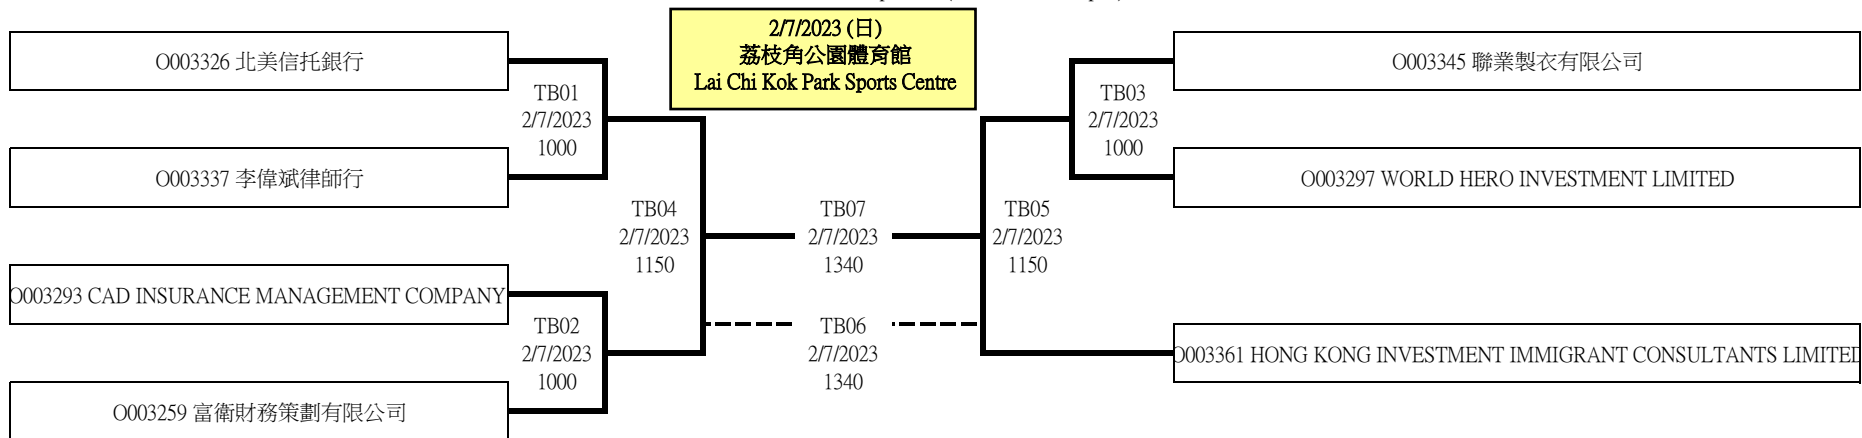 2/7/2023 (日)
荔枝角公園體育館
Lai Chi Kok Park Sports Centre
O003326 北美信托銀行
TB01
2/7/2023
1000
O003337 李偉斌律師行
TB04
2/7/2023
1150
O003293 CAD INSURANCE MANAGEMENT COMPANY
TB02
2/7/2023
1000
O003259 富衛財務策劃有限公司
TB07
2/7/2023
1340
TB06
2/7/2023
1340
O003345 聯業製衣有限公司
TB03
2/7/2023
1000
O003297 WORLD HERO INVESTMENT LIMITED
TB05
2/7/2023
1150
O003361 HONG KONG INVESTMENT IMMIGRANT CONSULTANTS LIMITED